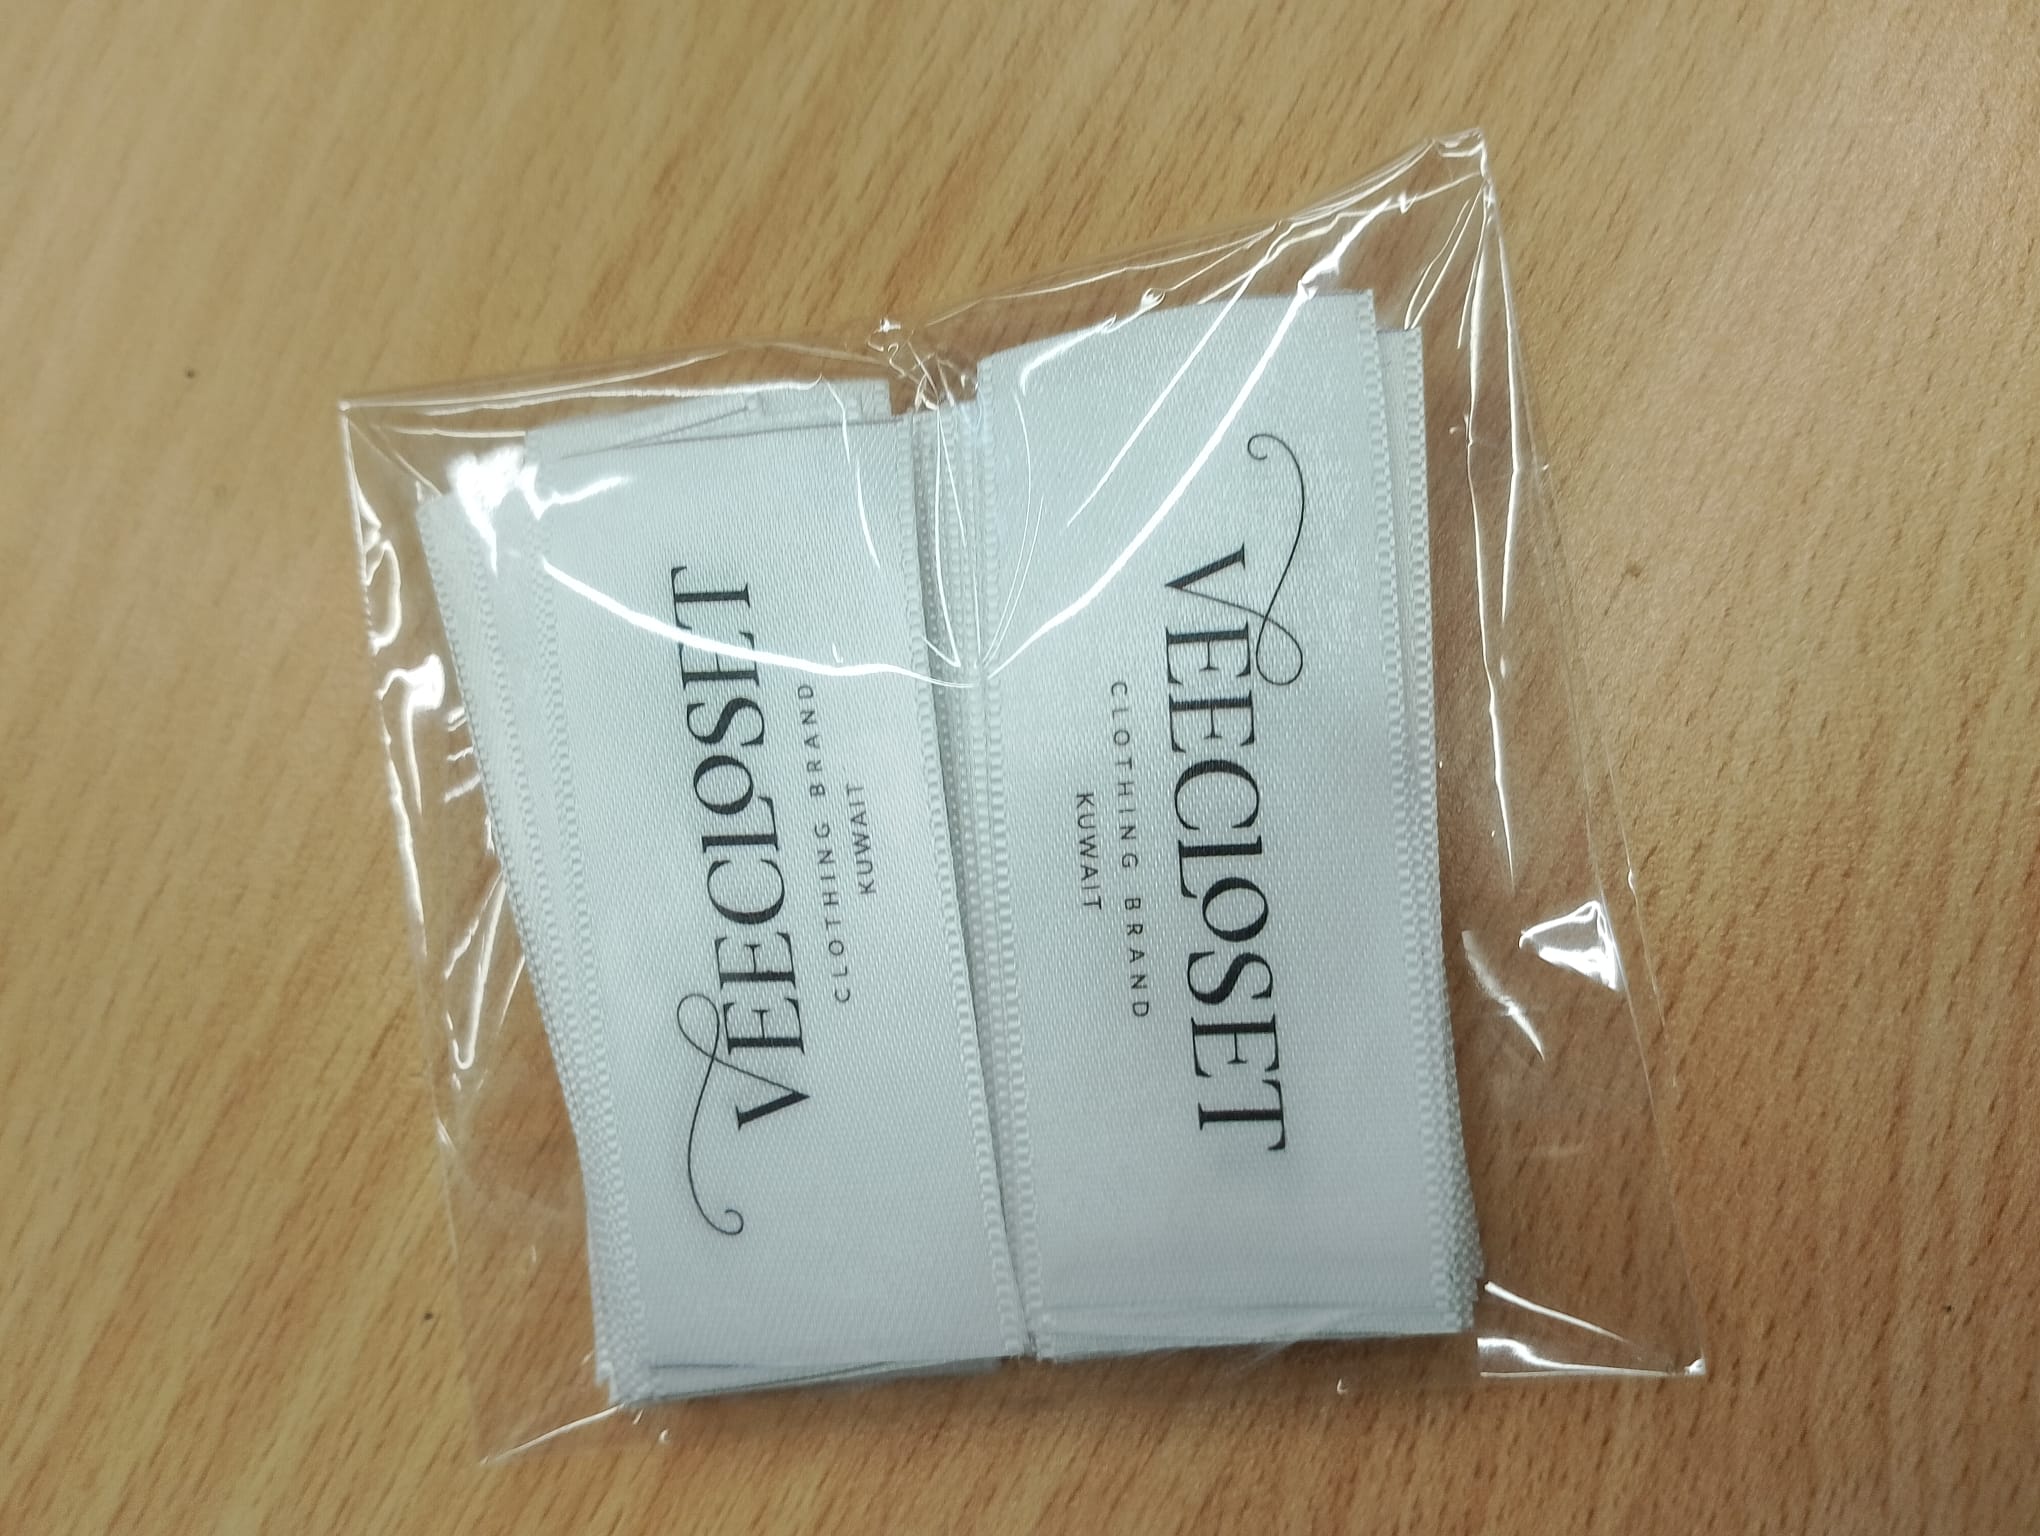 VEECLOSET
CLOTHING BRAND
KUWAIT
VEECLOSET
CLOTHING BRAND
KUWAIT